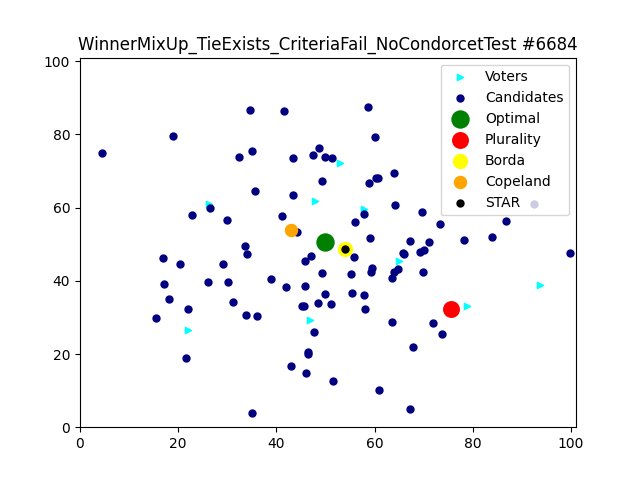 WinnerMixUp_TieExists_CriteriaFail_NoCondorcetTest #6684
100
80
60
40
20
0
0 20 40 60 80 100
Voters
Candidates
Optimal
Plurality
Borda
Copeland
STAR